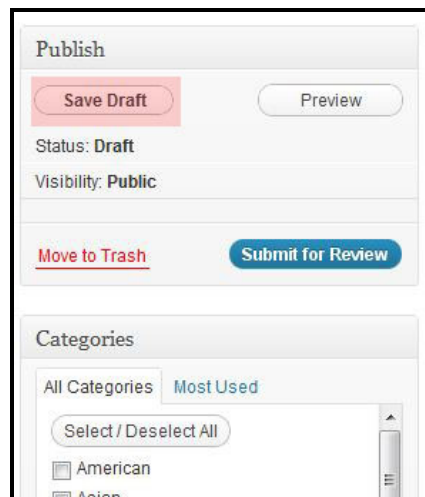 Publish
Save Draft Preview
Status: Draft
Visibility: Public
Move to Trash Submit for Review
Categories
All Categories Most Used
Select / Deselect All
American
Asian